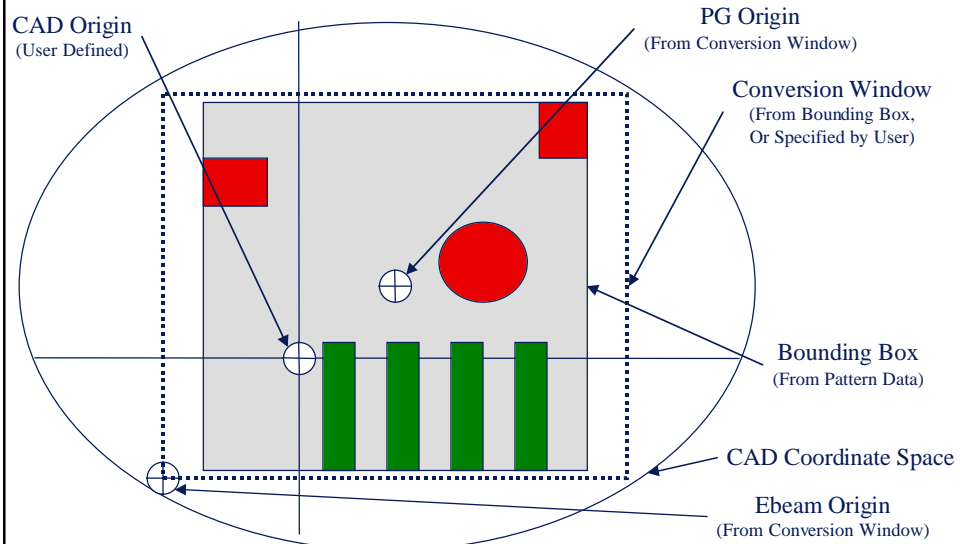 CAD Origin
(User Defined)
PG Origin
(From Conversion Window)
Conversion Window
(From Bounding Box,
Or Specified by User)
Bounding Box
(From Pattern Data)
CAD Coordinate Space
Ebeam Origin
(From Conversion Window)